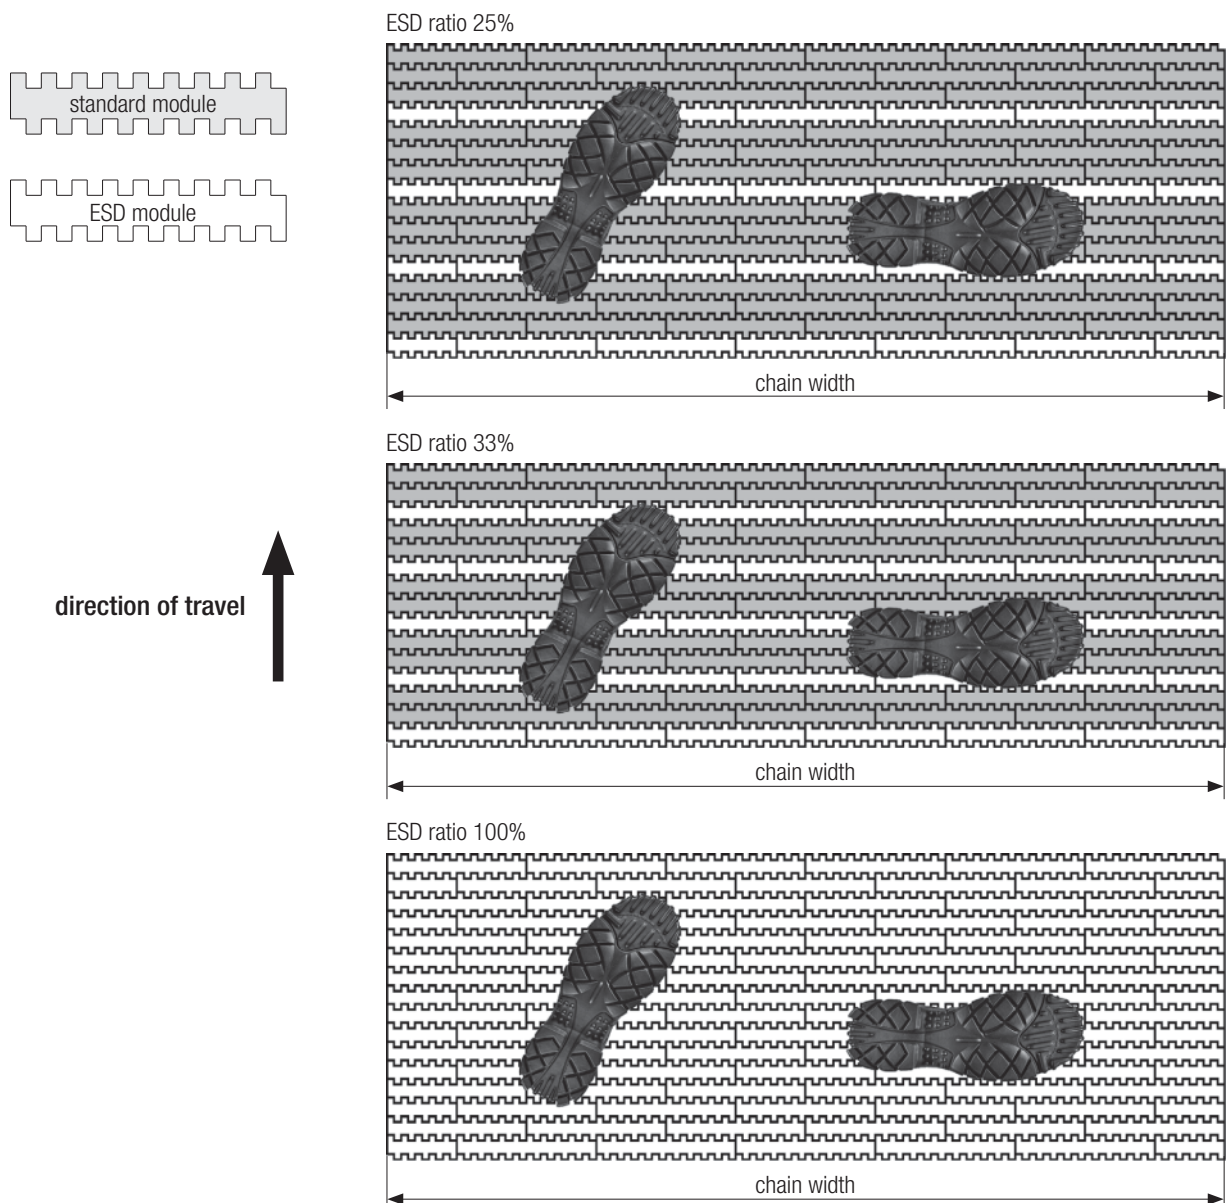 ESD ratio 25%
standard module
ESD module
chain width
ESD ratio 33%
direction of travel
chain width
ESD ratio 100%
chain width